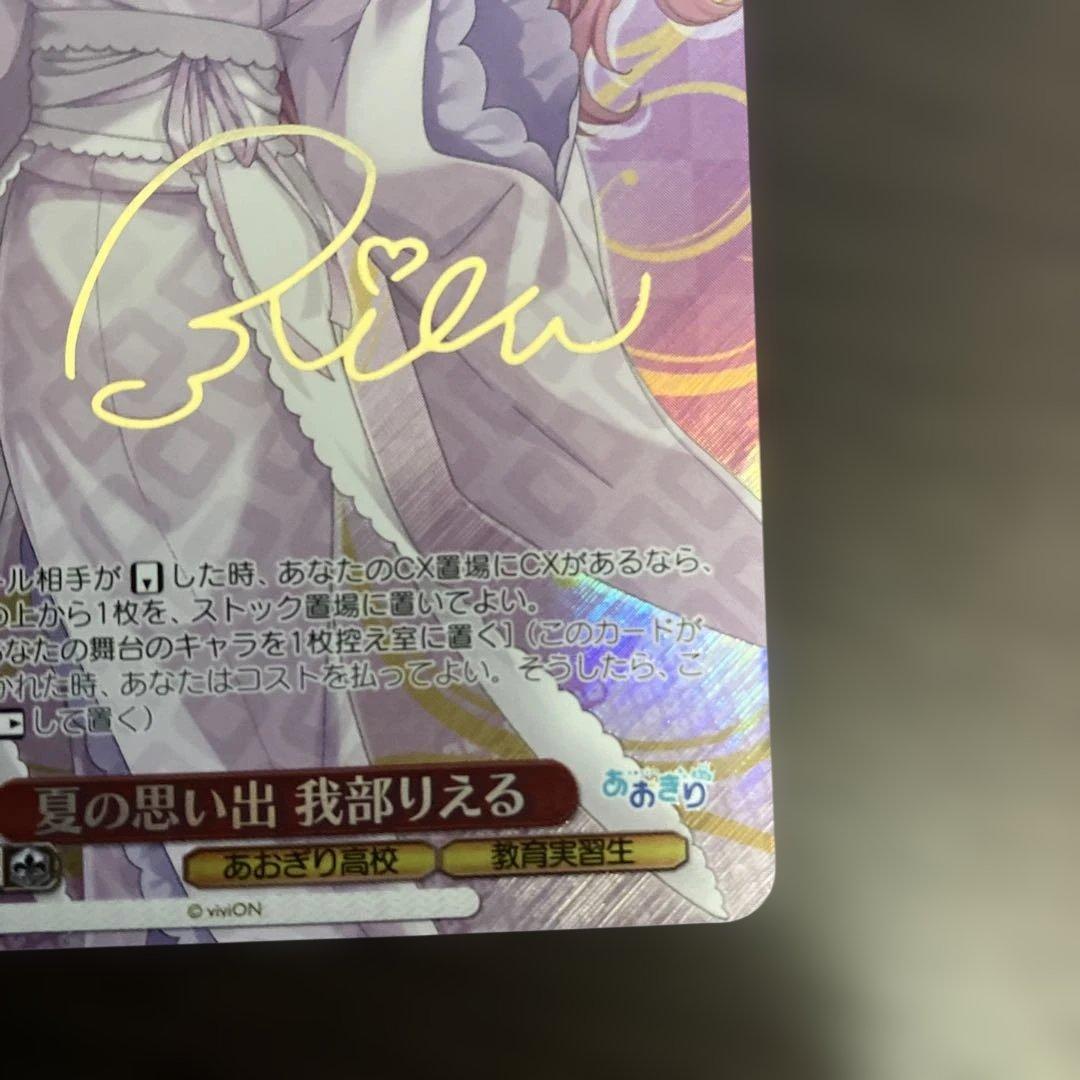 Rilu
ール相手が した時、あなたのCX置場にCXがあるなら、
の上から1枚を、ストック置場に置いてよい。
あなたの舞台のキャラを1枚控え室に置く］（このカードが
かれた時、あなたはコストを払ってよい。そうしたら、こ
して置く）
夏の思い出 我部りえる
あおぎり
あおぎり高校 教育実習生
© viviON